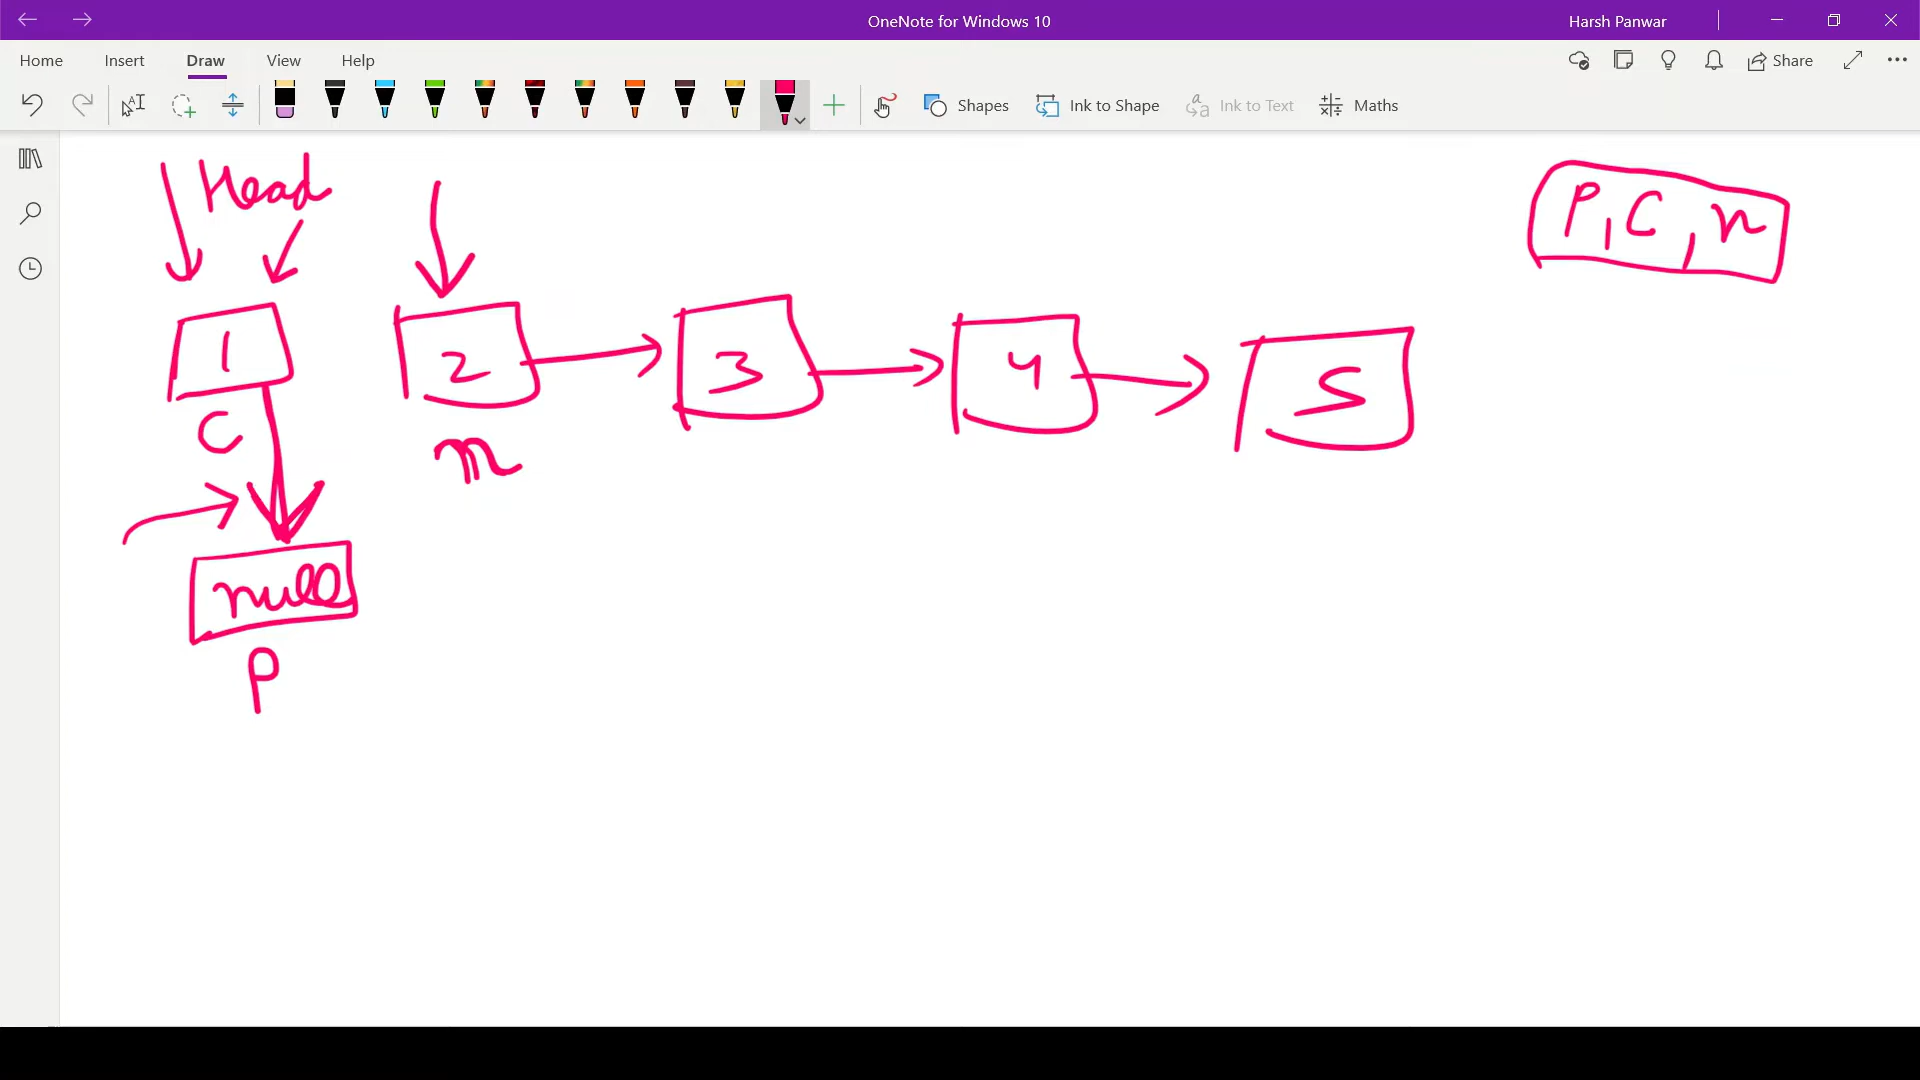 OneNote for Windows 10
Harsh Panwar
Home Insert Draw View Help
Share
Shapes Ink to Shape Ink to Text Maths
Head
P, C, n
1 2 3 4 5
C n
null
P